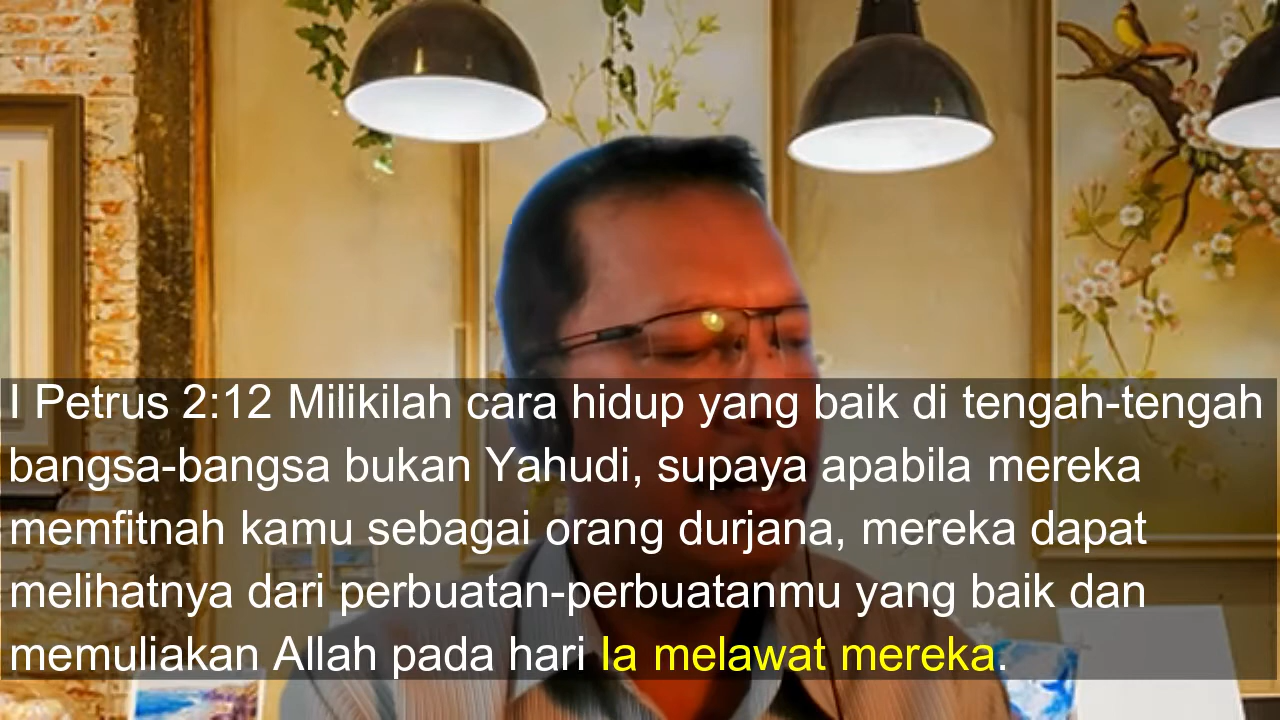 I Petrus 2:12 Milikilah cara hidup yang baik di tengah-tengah
bangsa-bangsa bukan Yahudi, supaya apabila mereka
memfitnah kamu sebagai orang durjana, mereka dapat
melihatnya dari perbuatan-perbuatanmu yang baik dan
memuliakan Allah pada hari Ia melawat mereka.